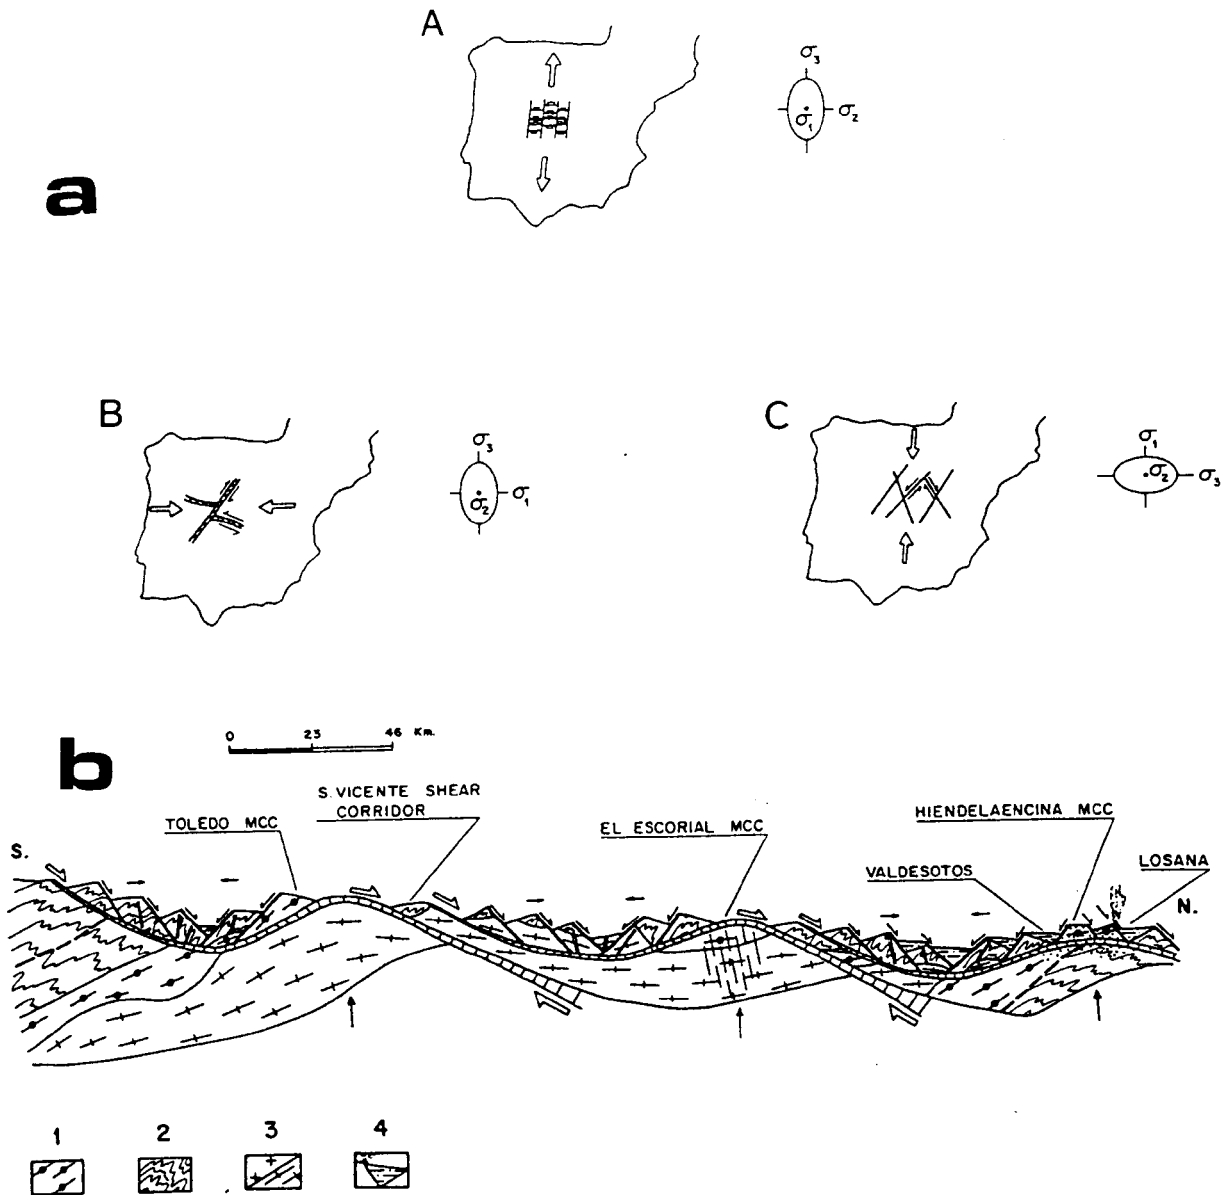 A
σ3
σ1
σ2
a
B
σ3
σ2
σ1
C
σ1
σ2
σ3
b
0 23 46 Km.
S. VICENTE SHEAR
CORRIDOR
TOLEDO MCC
EL ESCORIAL MCC
HIENDELAENCINA MCC
VALDESOTOS
LOSANA
S.
N.
1 2 3 4